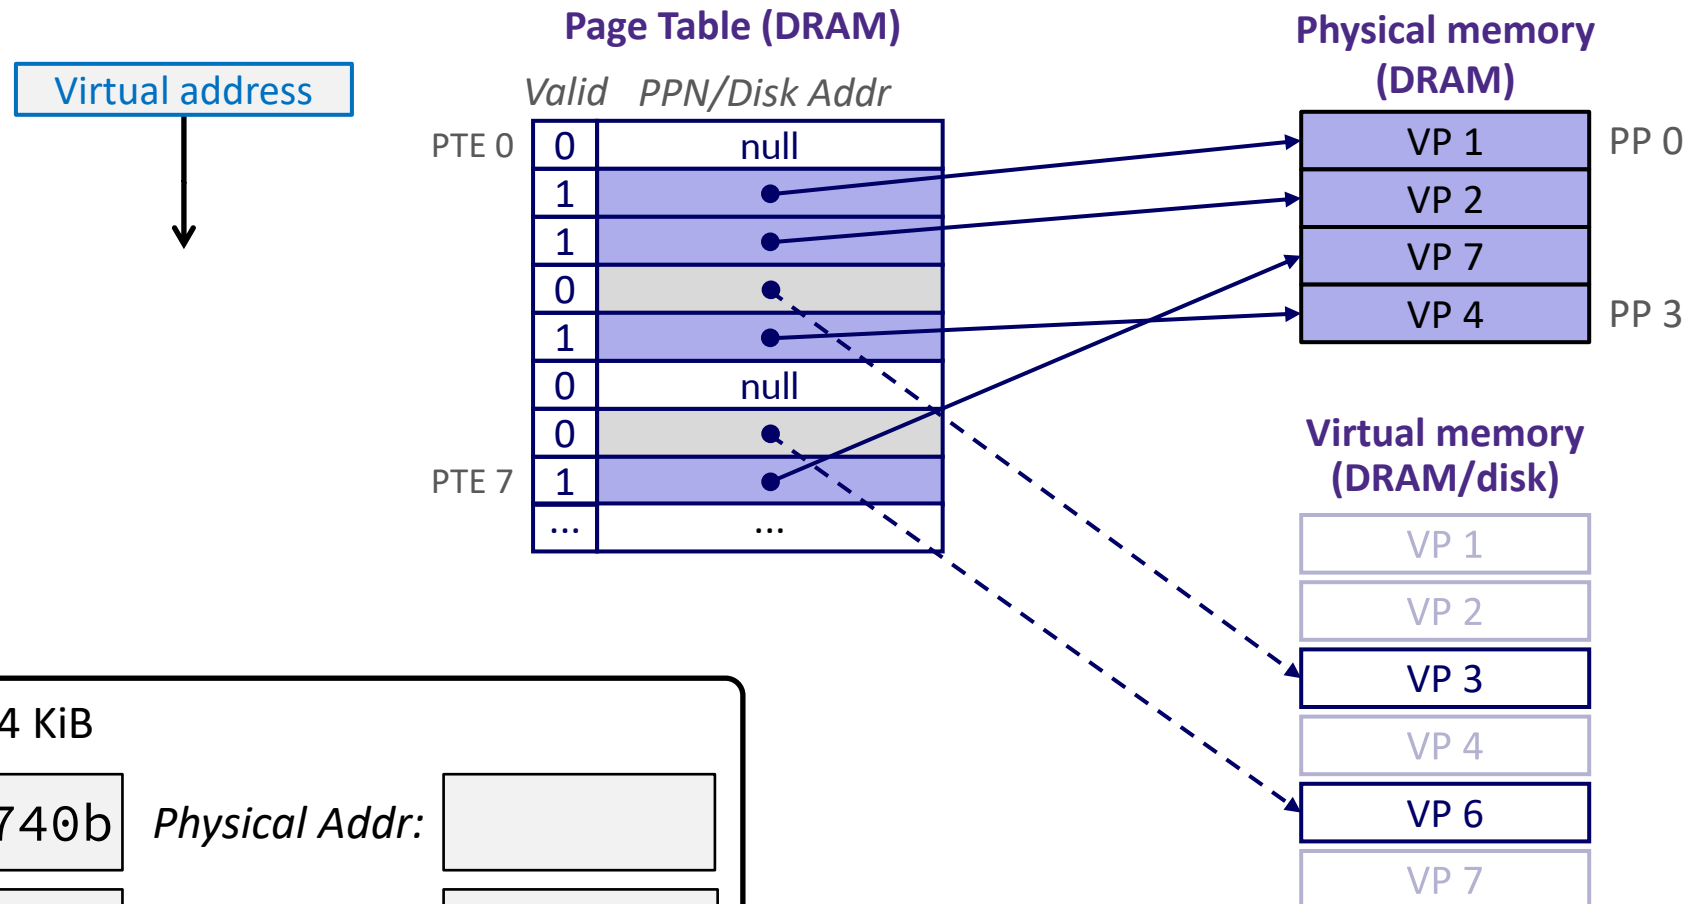 Page Table (DRAM)
Physical memory
(DRAM)
Virtual address
Valid PPN/Disk Addr
PTE 0 0 null
1
1
0
1
0 null
0
PTE 7 1
... ...
VP 1 PP 0
VP 2
VP 7
VP 4 PP 3
Virtual memory
(DRAM/disk)
VP 1
VP 2
VP 3
VP 4
VP 6
VP 7
4 KiB
740b Physical Addr: